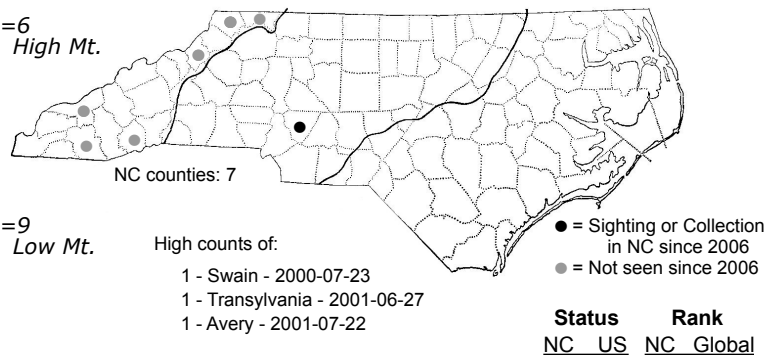 =6
High Mt.
NC counties: 7
=9
Low Mt.
High counts of:
1 - Swain - 2000-07-23
1 - Transylvania - 2001-06-27
1 - Avery - 2001-07-22
● = Sighting or Collection
in NC since 2006
● = Not seen since 2006
Status Rank
NC US NC Global